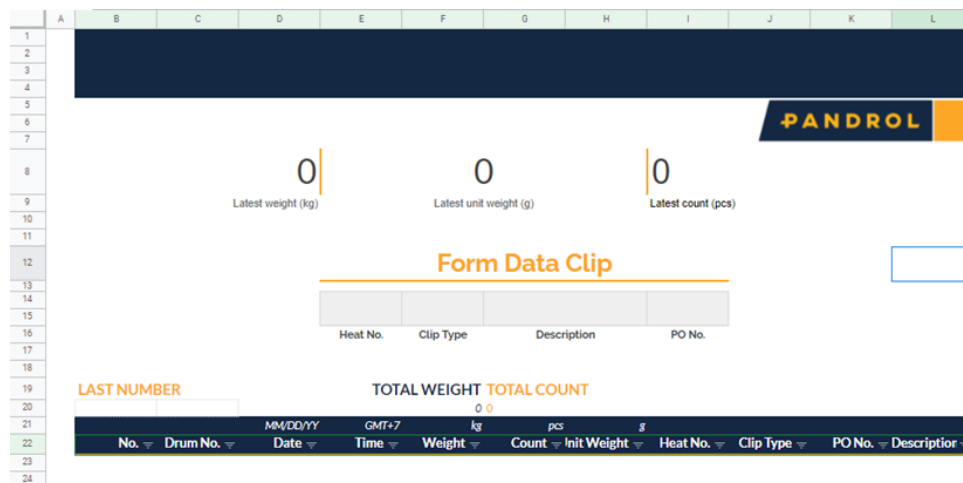 A B C D E F G H I J K L
1
2
3
4
5
6 PANDROL
7
8 0 0 0
9 Latest weight (kg) Latest unit weight (g) Latest count (pcs)
10
11
12 Form Data Clip
13
14
15
16 Heat No. Clip Type Description PO No.
17
18
19 LAST NUMBER TOTAL WEIGHT TOTAL COUNT
20 0 0
21 MM/DD/YY GMT+7 kg pcs g
22 No. Drum No. Date Time Weight Count Init Weight Heat No. Clip Type PO No. Description
23
24